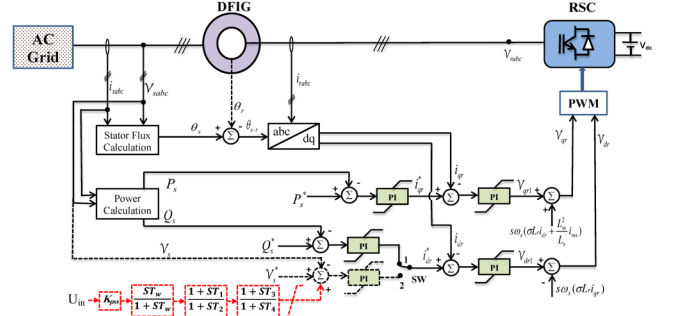 DFIG
RSC
AC
Grid
i_sabc
V_sabc
i_rabc
V_rabc
V_dc
θ_r
PWM
Stator Flux
Calculation
θ_s
+
-
Σ
θ_s-r
abc
dq
V_qr
V_dr
Power
Calculation
P_s
Q_s
P_s*
+
-
Σ
PI
i_qr*
i_qr
+
-
Σ
PI
V_qr1
+
+
Σ
sω_s(σL_r i_dr + L_m^2/L_s i_ms)
V_s
Q_s*
+
-
Σ
PI
i_dr
i_dr*
1
2
SW
+
-
Σ
PI
V_dr1
+
-
Σ
sω_s(σL_r i_qr)
V_s*
+
-
+
Σ
PI
U_in
K_pss
ST_w
1 + ST_w
1 + ST_1
1 + ST_2
1 + ST_3
1 + ST_4